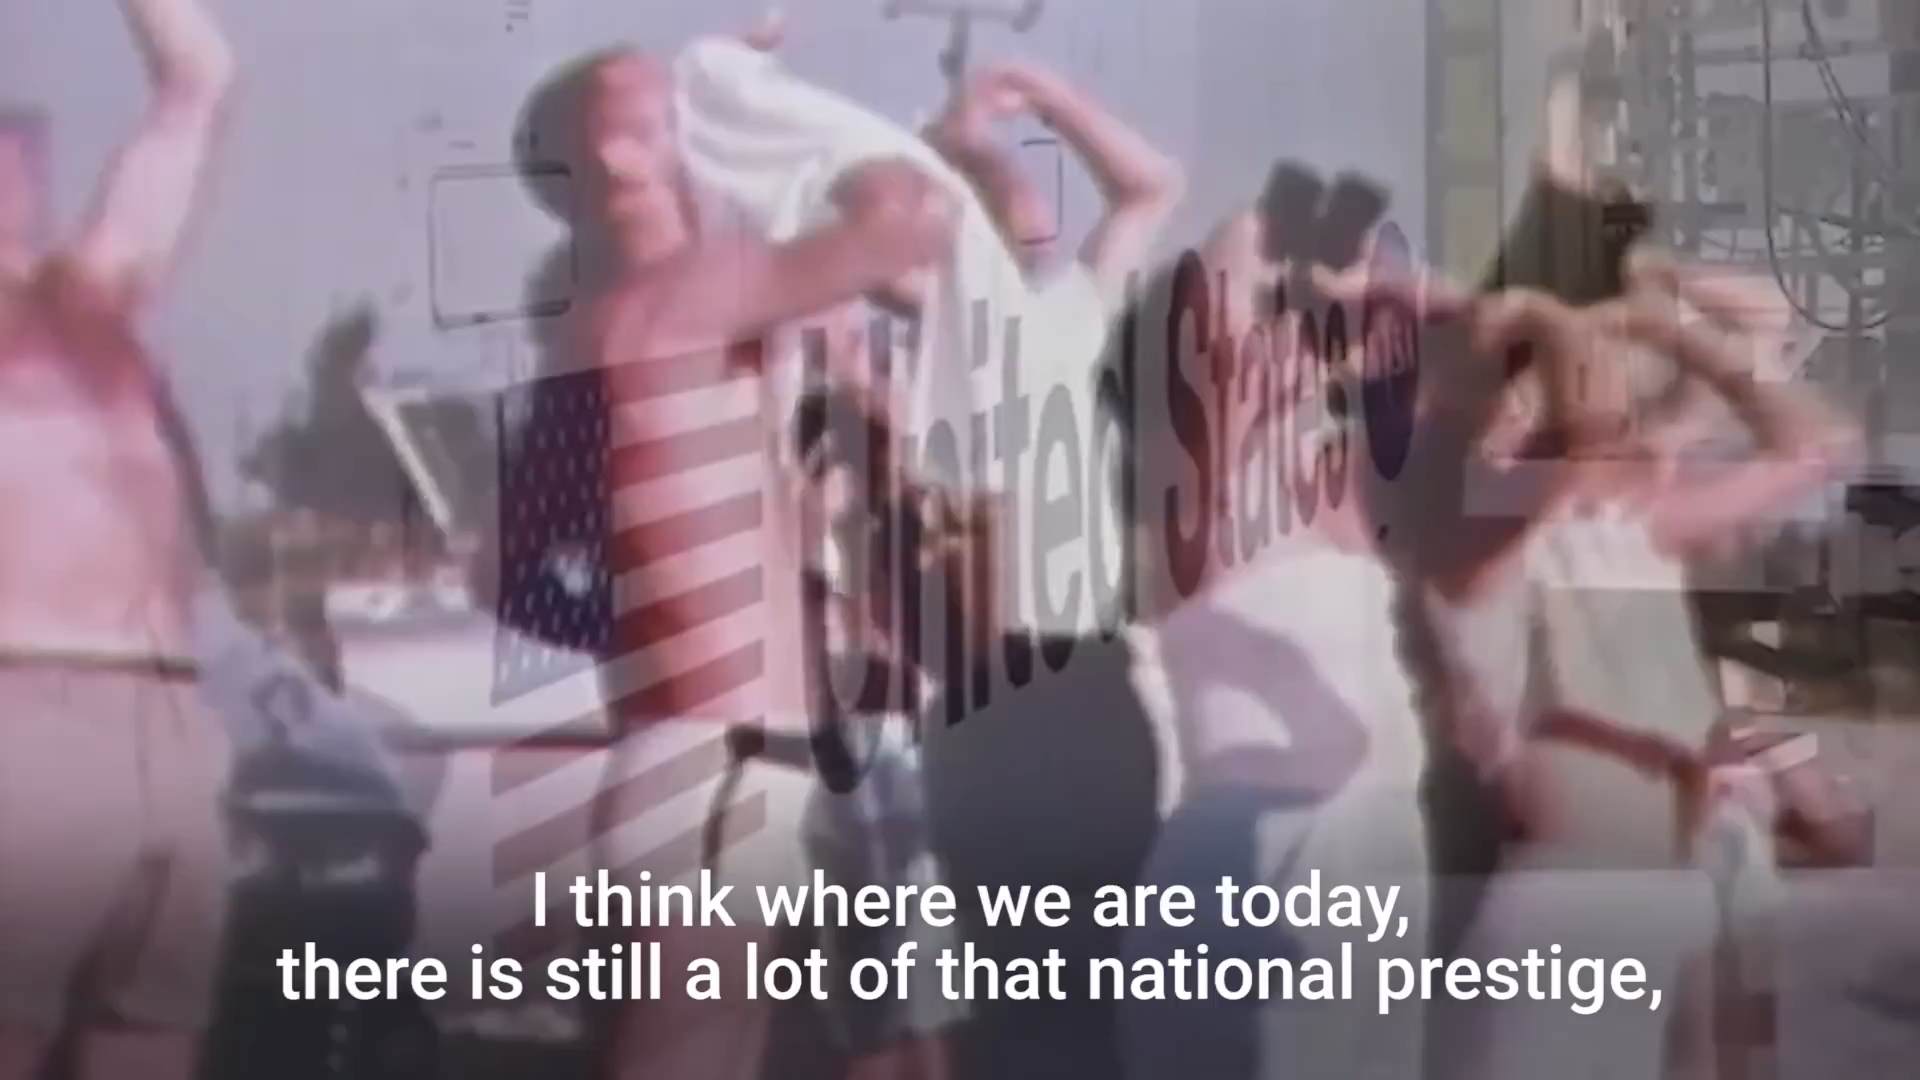 United States
I think where we are today,
there is still a lot of that national prestige,